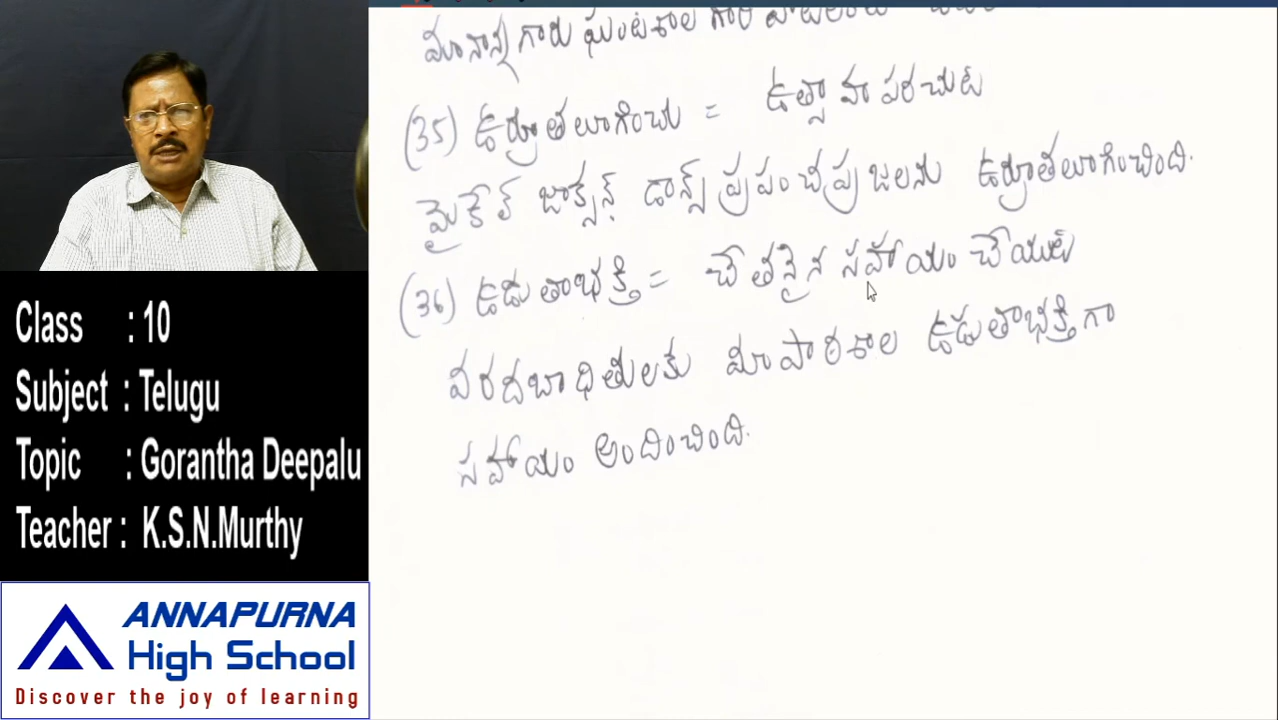 మానాన్న గారు ఘంటశాల గారి పాటలంటే
(35) ఉర్రూతలూగించు = ఉత్సాహపరచుట
మైకేల్ జాక్సన్ డాన్స్ ప్రపంచప్రజలను ఉర్రూతలూగించింది.
(36) ఉడుతాభక్తి = చేతనైన సహాయం చేయుట
వరదబాధితులకు మాపాఠశాల ఉడుతాభక్తిగా
సహాయం అందించింది.
Class : 10
Subject : Telugu
Topic : Gorantha Deepalu
Teacher : K.S.N.Murthy
ANNAPURNA
High School
Discover the joy of learning